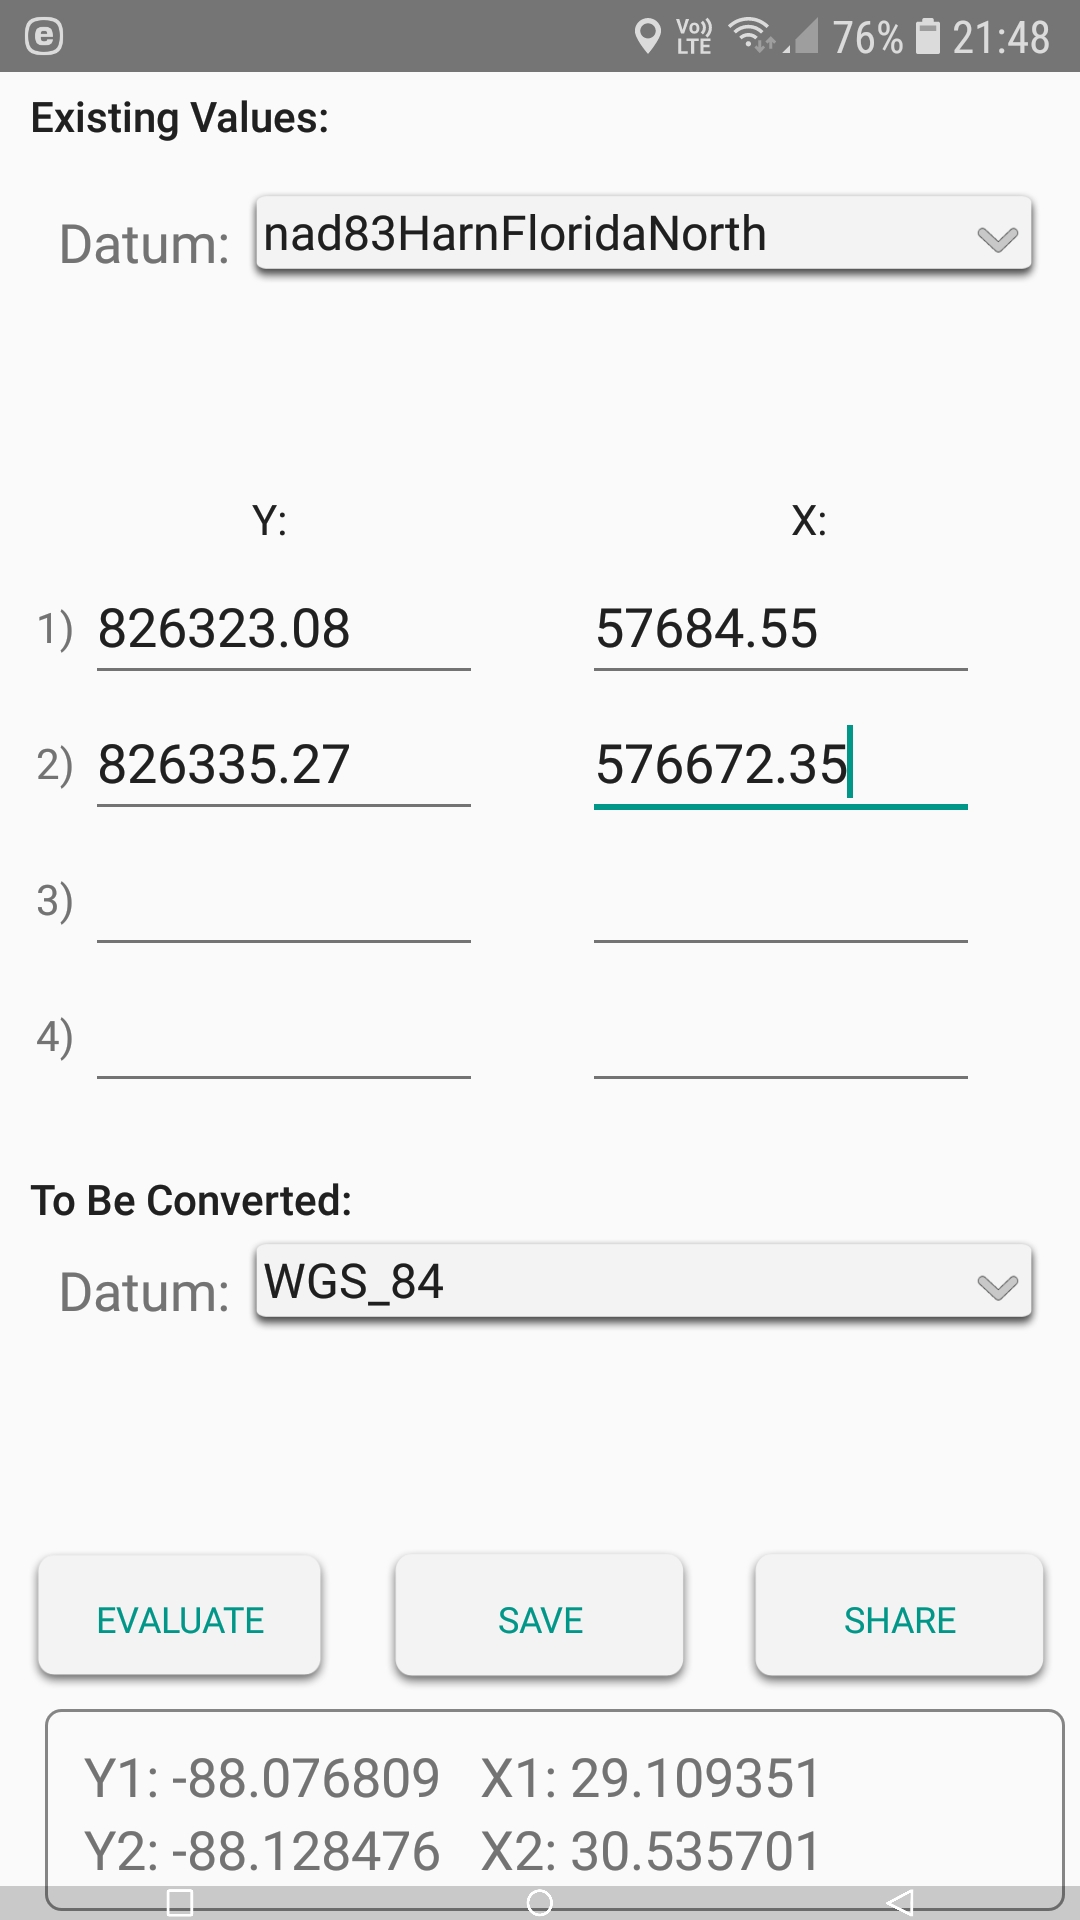 e Vo)) LTE 76% 21:48
Existing Values:
Datum: nad83HarnFloridaNorth
Y: X:
1) 826323.08 57684.55
2) 826335.27 576672.35
3)
4)
To Be Converted:
Datum: WGS_84
EVALUATE SAVE SHARE
Y1: -88.076809 X1: 29.109351
Y2: -88.128476 X2: 30.535701